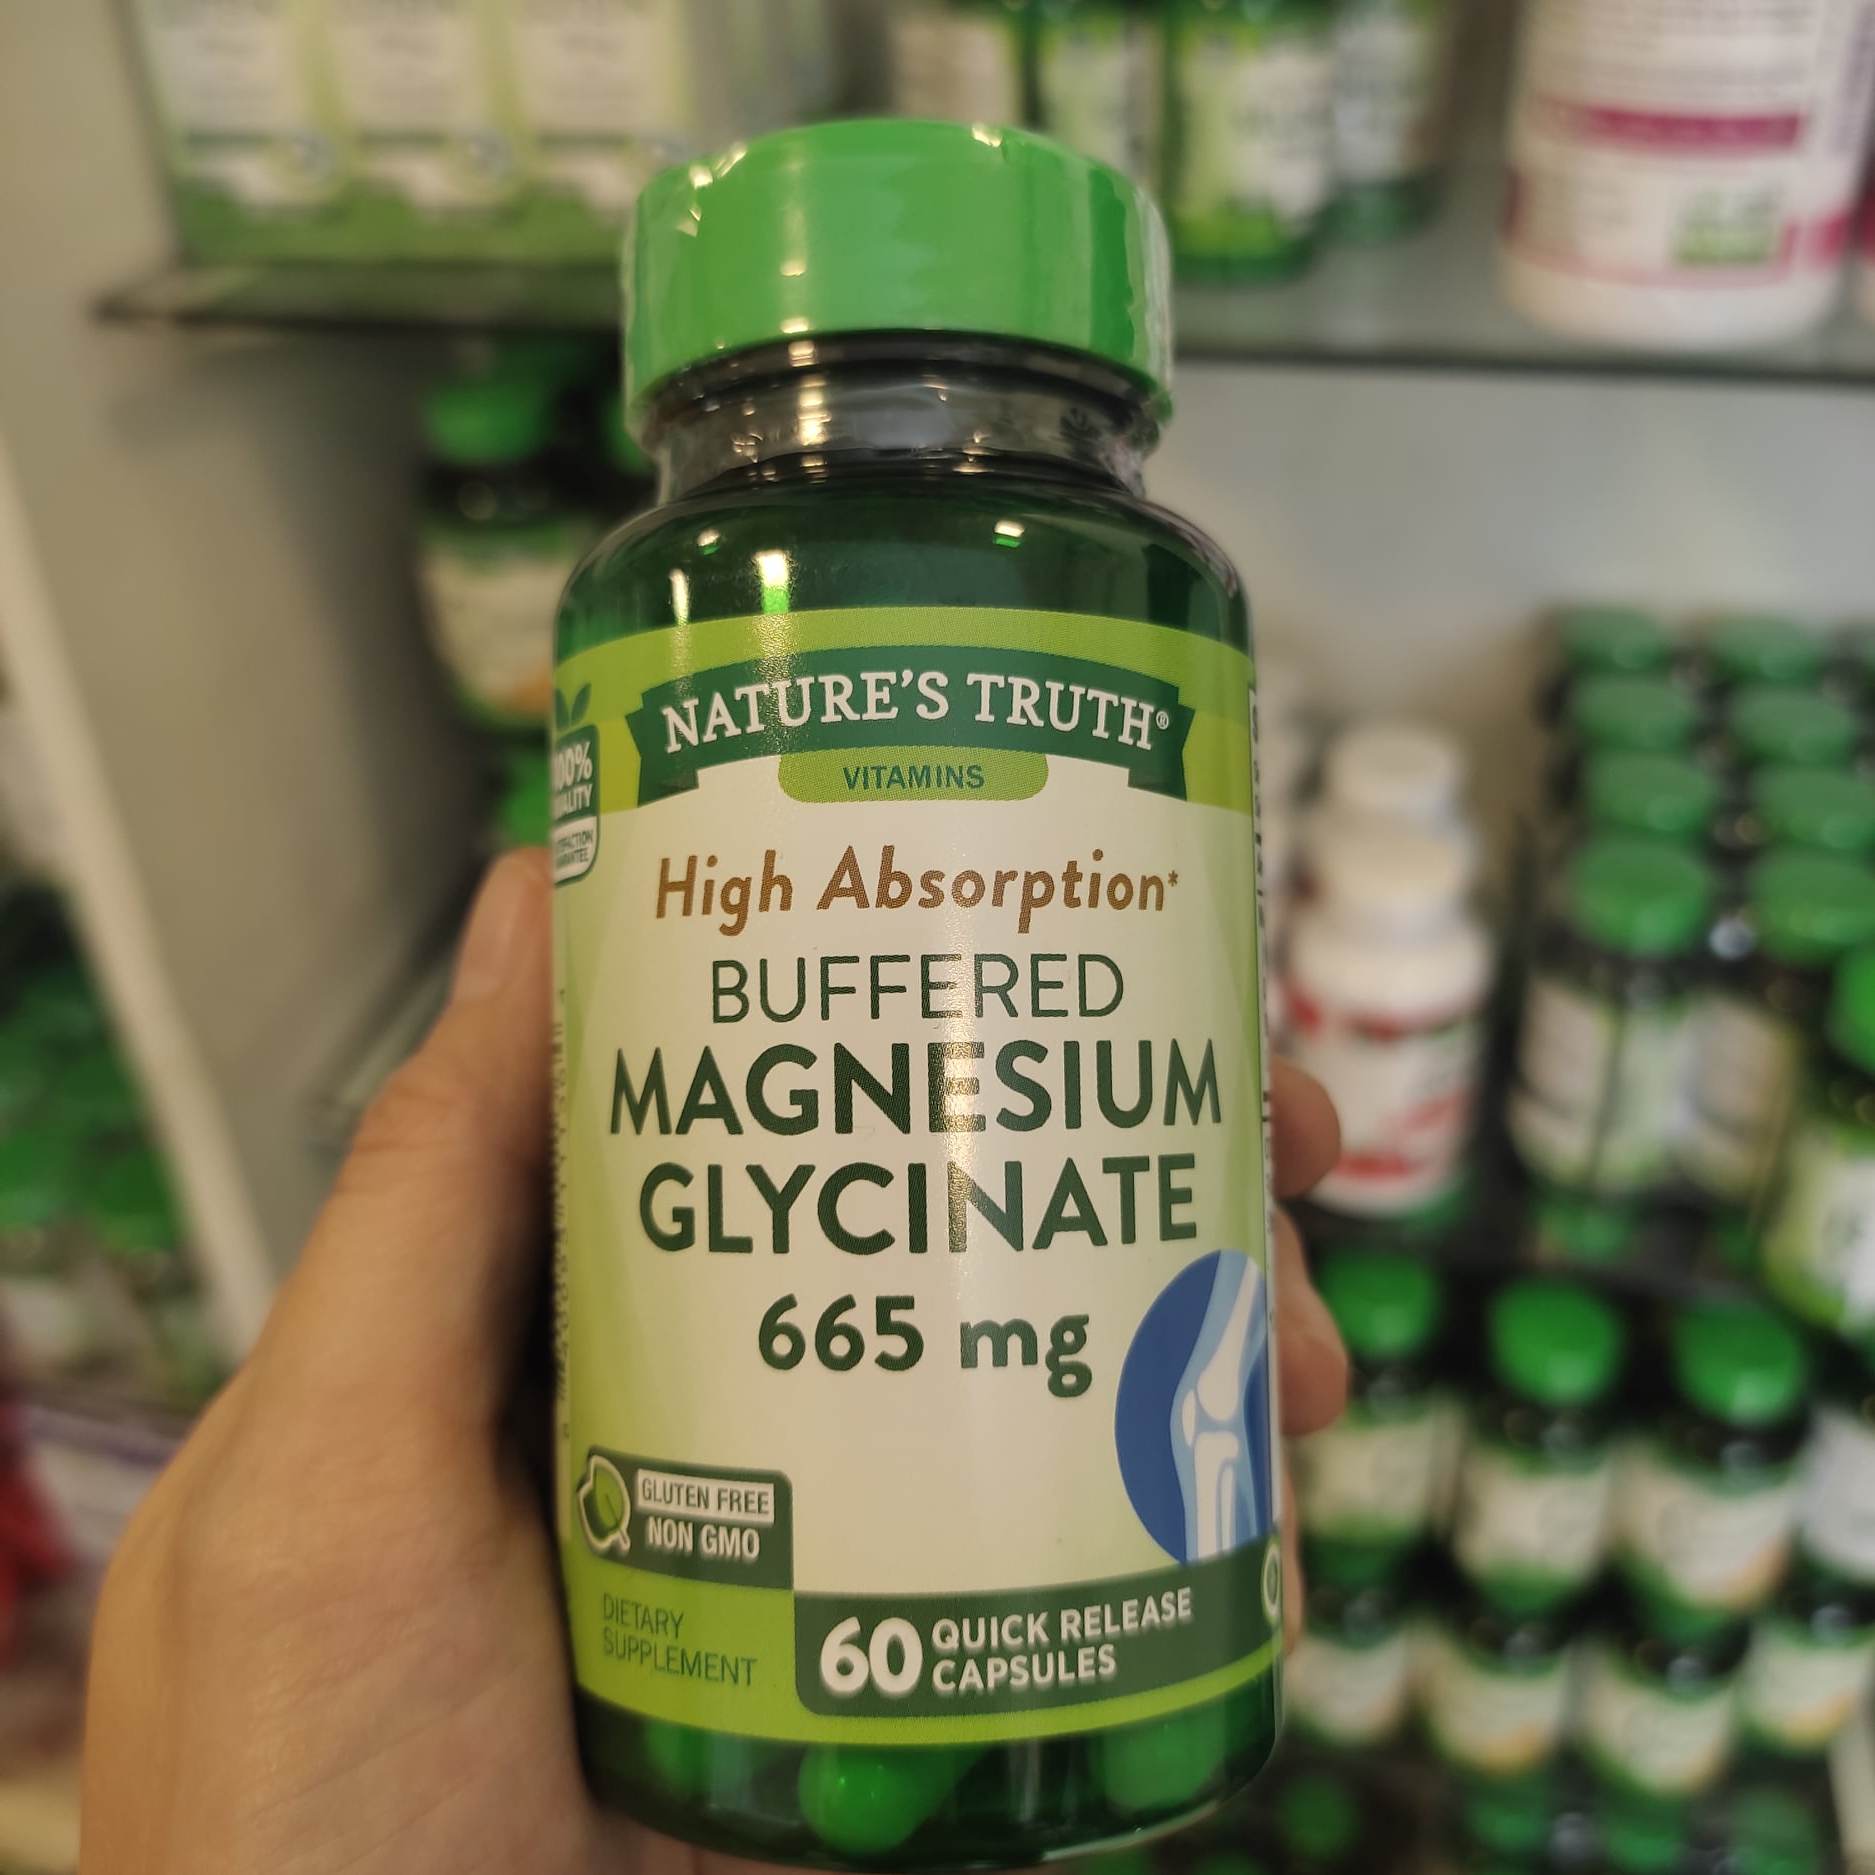 NATURE'S TRUTH®
VITAMINS
High Absorption*
BUFFERED
MAGNESIUM
GLYCINATE
665 mg
GLUTEN FREE
NON GMO
DIETARY
SUPPLEMENT
60 QUICK RELEASE
CAPSULES